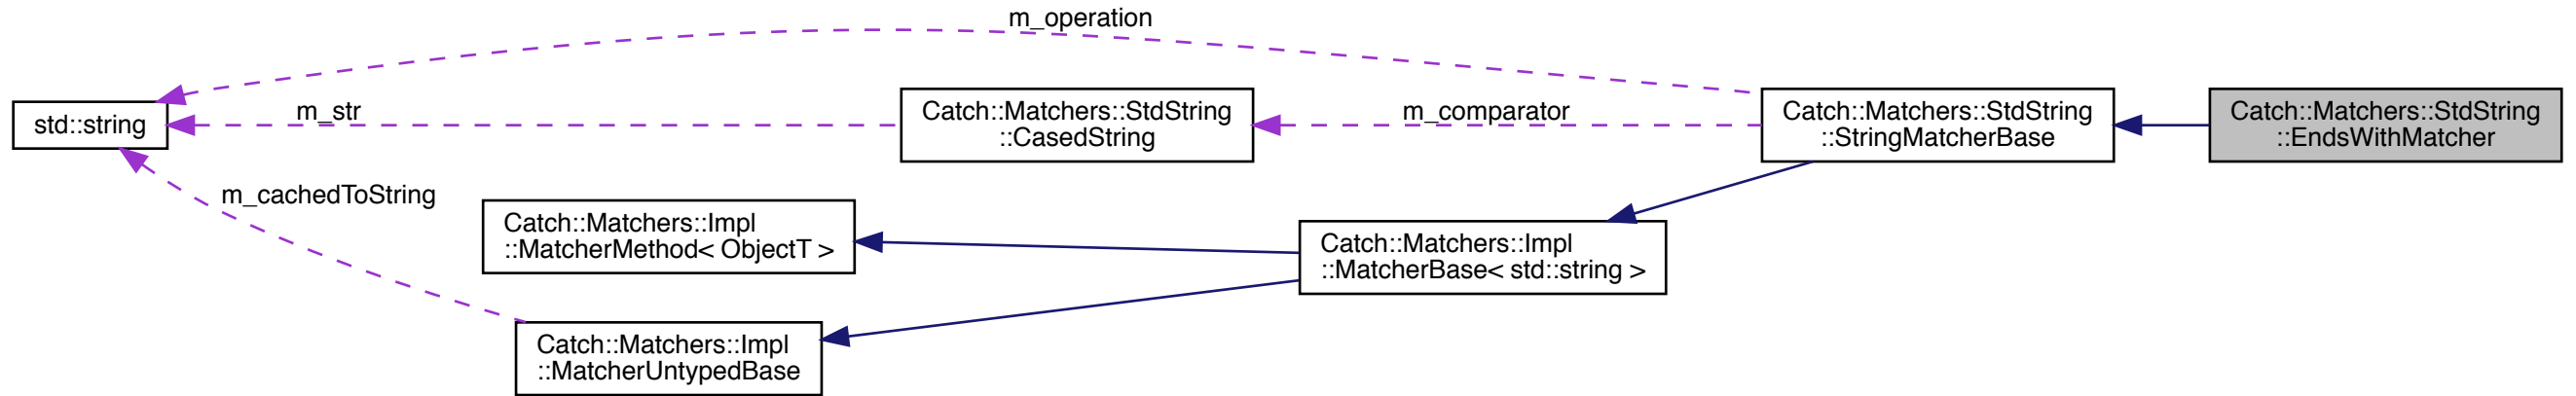 m_operation
std::string
m_str
Catch::Matchers::StdString
::CasedString
m_comparator
Catch::Matchers::StdString
::StringMatcherBase
Catch::Matchers::StdString
::EndsWithMatcher
m_cachedToString
Catch::Matchers::Impl
::MatcherMethod< ObjectT >
Catch::Matchers::Impl
::MatcherBase< std::string >
Catch::Matchers::Impl
::MatcherUntypedBase